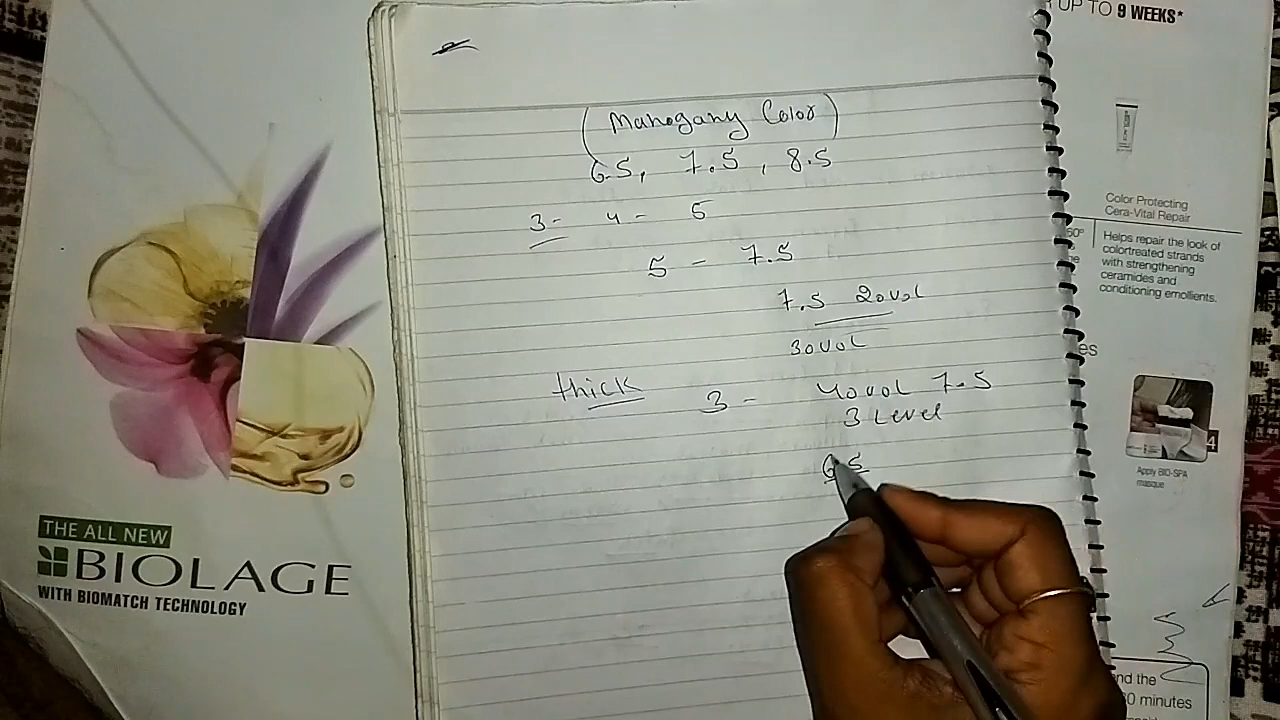 THE ALL NEW
BIOLAGE
WITH BIOMATCH TECHNOLOGY
(Mahogany Color)
6.5, 7.5, 8.5
3- 4- 5
5 - 7.5
7.5 20vol
30vol
thick 3- 40vol 7.5
3 Level
6.5
UP TO 9 WEEKS*
Color Protecting
Cera-Vital Repair
Helps repair the look of
colortreated strands
with strengthening
ceramides and
conditioning emollients.
4
Apply BIO-SPA
masque
the
minutes